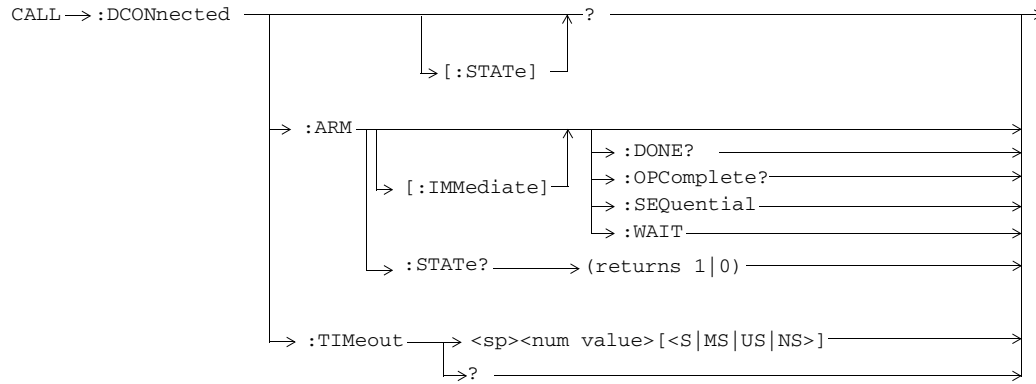 CALL :DCONnected ?
[:STATe]
:ARM
:DONE?
[:IMMediate]
:OPComplete?
:SEQuential
:WAIT
:STATe? (returns 1|0)
:TIMeout <sp><num value>[<S|MS|US|NS>]
?